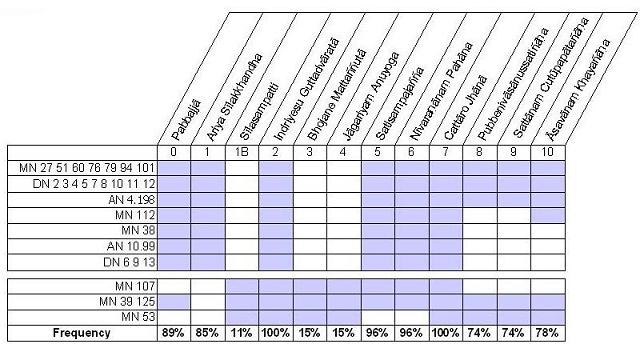 Pabbajjā
Ariya Sīlakkhandha
Sīlasampatti
Indriyesu Guttadvāratā
Bhojane Mattaññutā
Jāgariyam Anuyoga
Satisampajañña
Nīvaranānam Pahāna
Cattāro Jhānā
Pubbenivāsānussatiñāna
Sattānam Cutūpapātañāna
Āsavānam Khayañāna
0 1 1B 2 3 4 5 6 7 8 9 10
MN 27 51 60 76 79 94 101
DN 2 3 4 5 7 8 10 11 12
AN 4.198
MN 112
MN 38
AN 10.99
DN 6 9 13
MN 107
MN 39 125
MN 53
Frequency 89% 85% 11% 100% 15% 15% 96% 96% 100% 74% 74% 78%